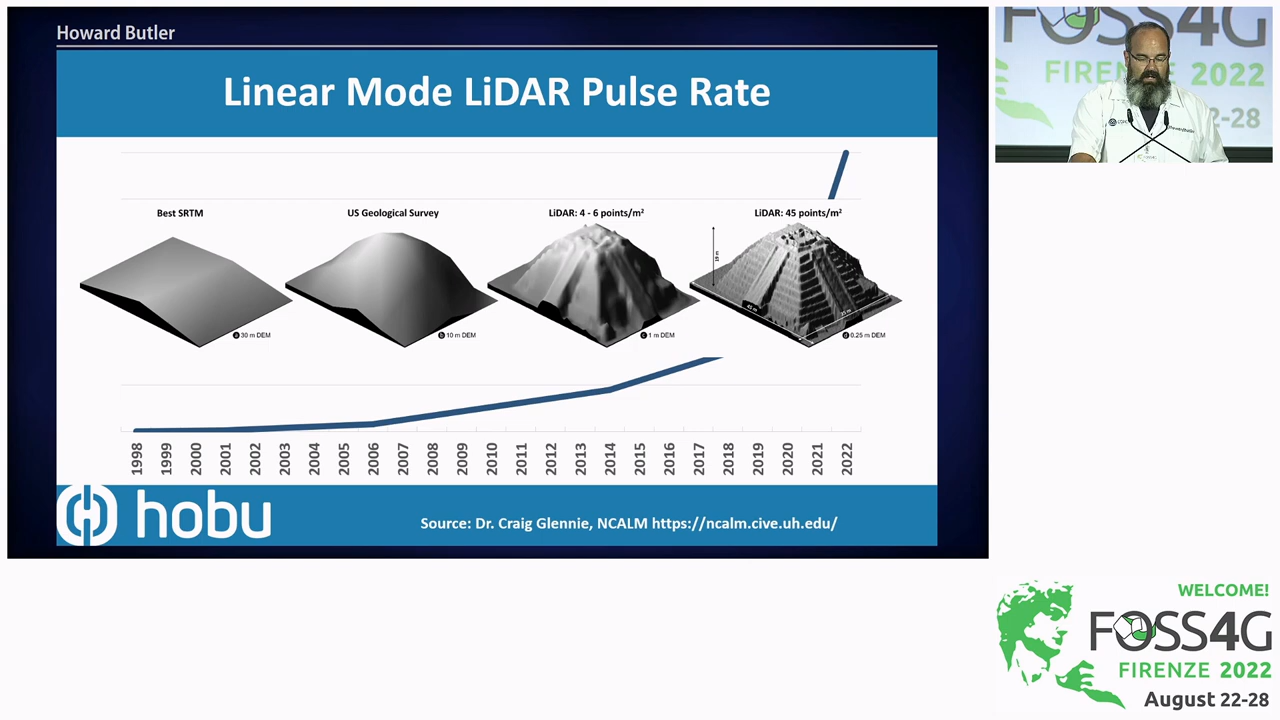 Howard Butler
Linear Mode LiDAR Pulse Rate
Best SRTM
US Geological Survey
LiDAR: 4 - 6 points/m²
LiDAR: 45 points/m²
19 m
45 m
a 30 m DEM
b 10 m DEM
c 1 m DEM
d 0.25 m DEM
1998
1999
2000
2001
2002
2003
2004
2005
2006
2007
2008
2009
2010
2011
2012
2013
2014
2015
2016
2017
2018
2019
2020
2021
2022
hobu
Source: Dr. Craig Glennie, NCALM https://ncalm.cive.uh.edu/
FOSS4G
FIRENZE 2022
22-28
WELCOME!
FOSS4G
FIRENZE 2022
August 22-28